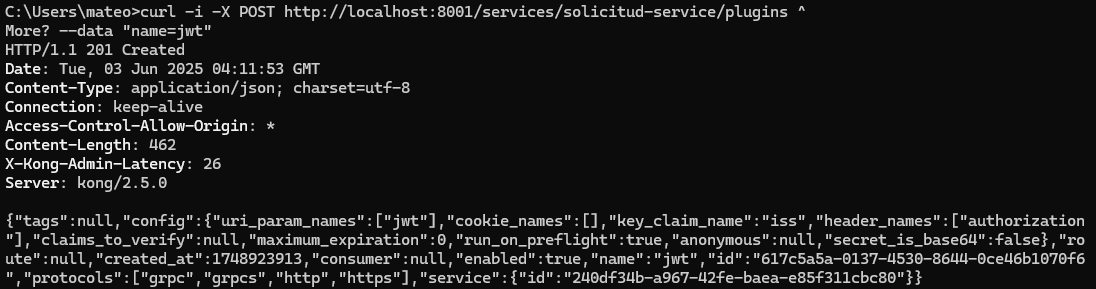 C:\Users\mateo>curl -i -X POST http://localhost:8001/services/solicitud-service/plugins ^
More? --data "name=jwt"
HTTP/1.1 201 Created
Date: Tue, 03 Jun 2025 04:11:53 GMT
Content-Type: application/json; charset=utf-8
Connection: keep-alive
Access-Control-Allow-Origin: *
Content-Length: 462
X-Kong-Admin-Latency: 26
Server: kong/2.5.0

{"tags":null,"config":{"uri_param_names":["jwt"],"cookie_names":[],"key_claim_name":"iss","header_names":["authorization
"],"claims_to_verify":null,"maximum_expiration":0,"run_on_preflight":true,"anonymous":null,"secret_is_base64":false},"ro
ute":null,"created_at":1748923913,"consumer":null,"enabled":true,"name":"jwt","id":"617c5a5a-0137-4530-8644-0ce46b1070f6
","protocols":["grpc","grpcs","http","https"],"service":{"id":"240df34b-a967-42fe-baea-e85f311cbc80"}}